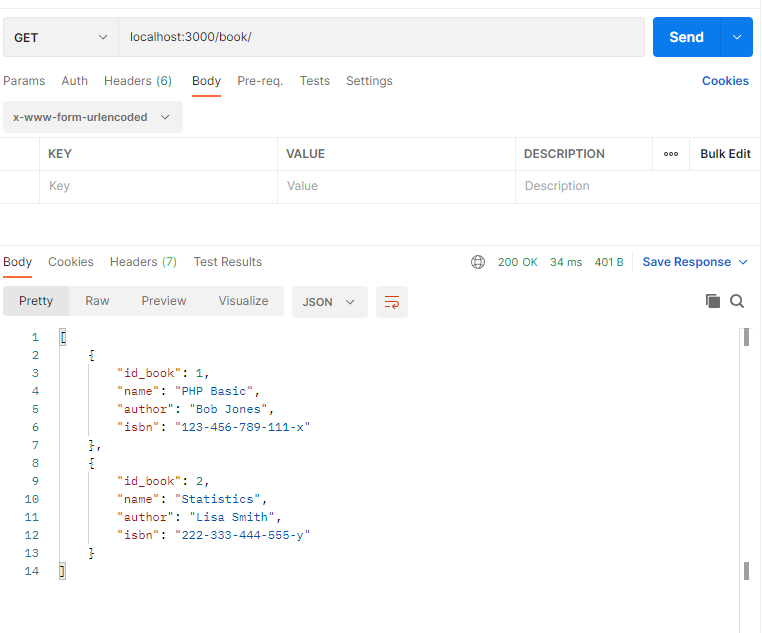 GET localhost:3000/book/ Send
Params Auth Headers (6) Body Pre-req. Tests Settings Cookies
x-www-form-urlencoded
KEY VALUE DESCRIPTION ooo Bulk Edit
Key Value Description
Body Cookies Headers (7) Test Results 200 OK 34 ms 401 B Save Response
Pretty Raw Preview Visualize JSON
1 [
2 {
3 "id_book": 1,
4 "name": "PHP Basic",
5 "author": "Bob Jones",
6 "isbn": "123-456-789-111-x"
7 },
8 {
9 "id_book": 2,
10 "name": "Statistics",
11 "author": "Lisa Smith",
12 "isbn": "222-333-444-555-y"
13 }
14 ]